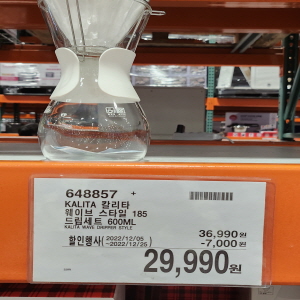 Kalita
648857 +
KALITA 칼리타
웨이브 스타일 185
드립세트 600ML
KALITA WAVE DRIPPER STYLE
36,990원
할인행사 (2022/12/05 ~2022/12/25) -7,000원
29,990원